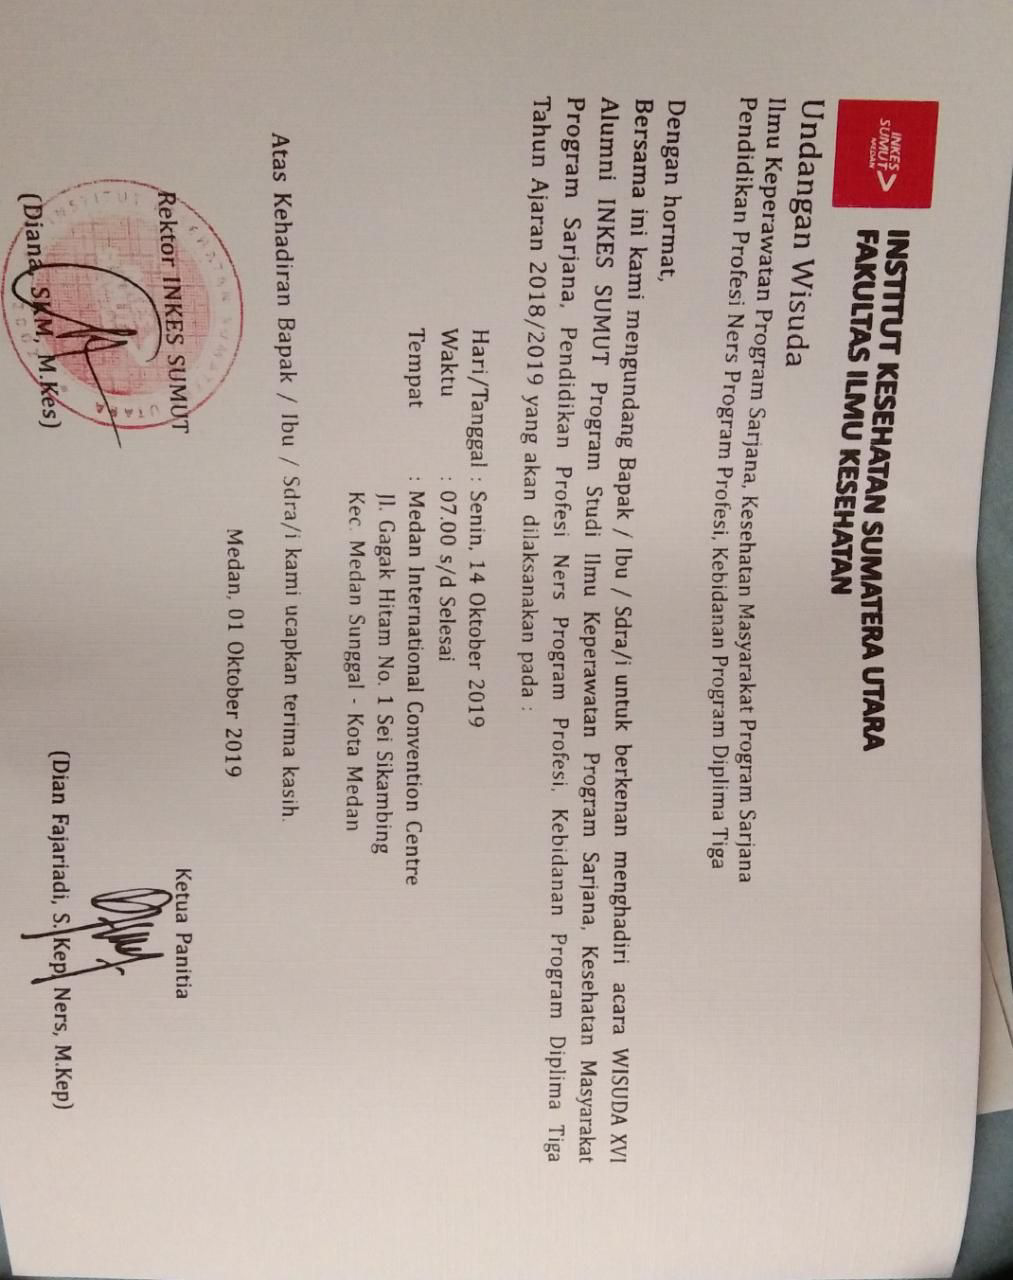 INKES
SUMUT
MEDAN
INSTITUT KESEHATAN SUMATERA UTARA
FAKULTAS ILMU KESEHATAN
Undangan Wisuda
Ilmu Keperawatan Program Sarjana, Kesehatan Masyarakat Program Sarjana
Pendidikan Profesi Ners Program Profesi, Kebidanan Program Diplima Tiga
Dengan hormat,
Bersama ini kami mengundang Bapak / Ibu / Sdra/i untuk berkenan menghadiri acara WISUDA XVI
Alumni INKES SUMUT Program Studi Ilmu Keperawatan Program Sarjana, Kesehatan Masyarakat
Program Sarjana, Pendidikan Profesi Ners Program Profesi, Kebidanan Program Diplima Tiga
Tahun Ajaran 2018/2019 yang akan dilaksanakan pada :
Hari/Tanggal : Senin, 14 Oktober 2019
Waktu : 07.00 s/d Selesai
Tempat : Medan International Convention Centre
Jl. Gagak Hitam No. 1 Sei Sikambing
Kec. Medan Sunggal - Kota Medan
Atas Kehadiran Bapak / Ibu / Sdra/i kami ucapkan terima kasih.
Medan, 01 Oktober 2019
Rektor INKES SUMUT
(Diana, SKM, M.Kes)
Ketua Panitia
(Dian Fajariadi, S.Kep, Ners, M.Kep)